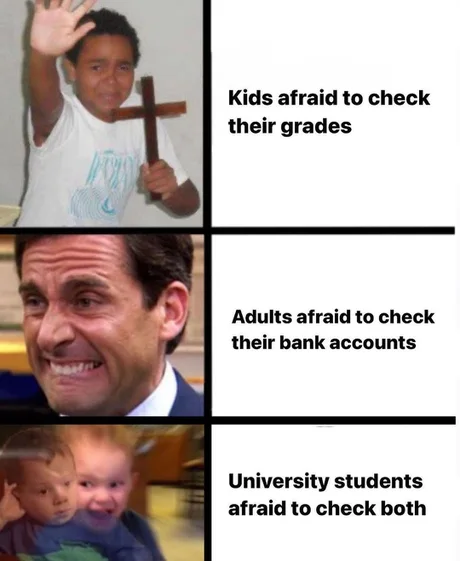 Kids afraid to check
their grades
Adults afraid to check
their bank accounts
University students
afraid to check both